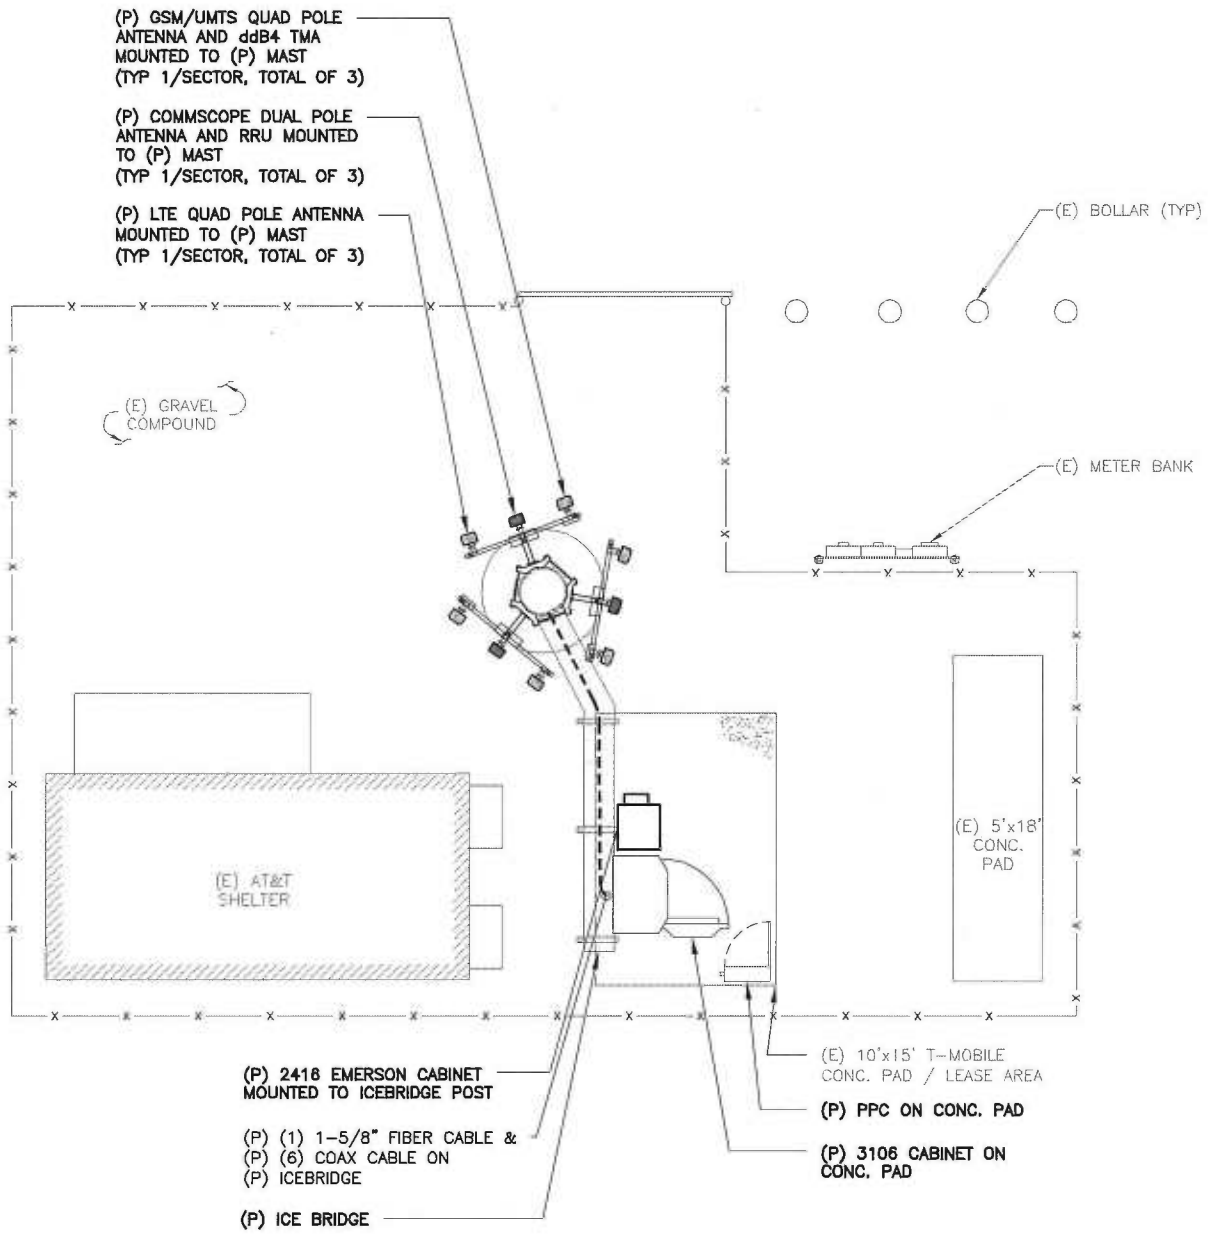 (P) GSM/UMTS QUAD POLE
ANTENNA AND ddB4 TMA
MOUNTED TO (P) MAST
(TYP 1/SECTOR, TOTAL OF 3)
(P) COMMSCOPE DUAL POLE
ANTENNA AND RRU MOUNTED
TO (P) MAST
(TYP 1/SECTOR, TOTAL OF 3)
(P) LTE QUAD POLE ANTENNA
MOUNTED TO (P) MAST
(TYP 1/SECTOR, TOTAL OF 3)
(E) BOLLAR (TYP)
(E) GRAVEL
COMPOUND
(E) METER BANK
(E) 5'x18'
CONC.
PAD
(E) AT&T
SHELTER
(P) 2416 EMERSON CABINET
MOUNTED TO ICEBRIDGE POST
(P) (1) 1-5/8" FIBER CABLE &
(P) (6) COAX CABLE ON
(P) ICEBRIDGE
(P) ICE BRIDGE
(E) 10'x15' T-MOBILE
CONC. PAD / LEASE AREA
(P) PPC ON CONC. PAD
(P) 3106 CABINET ON
CONC. PAD